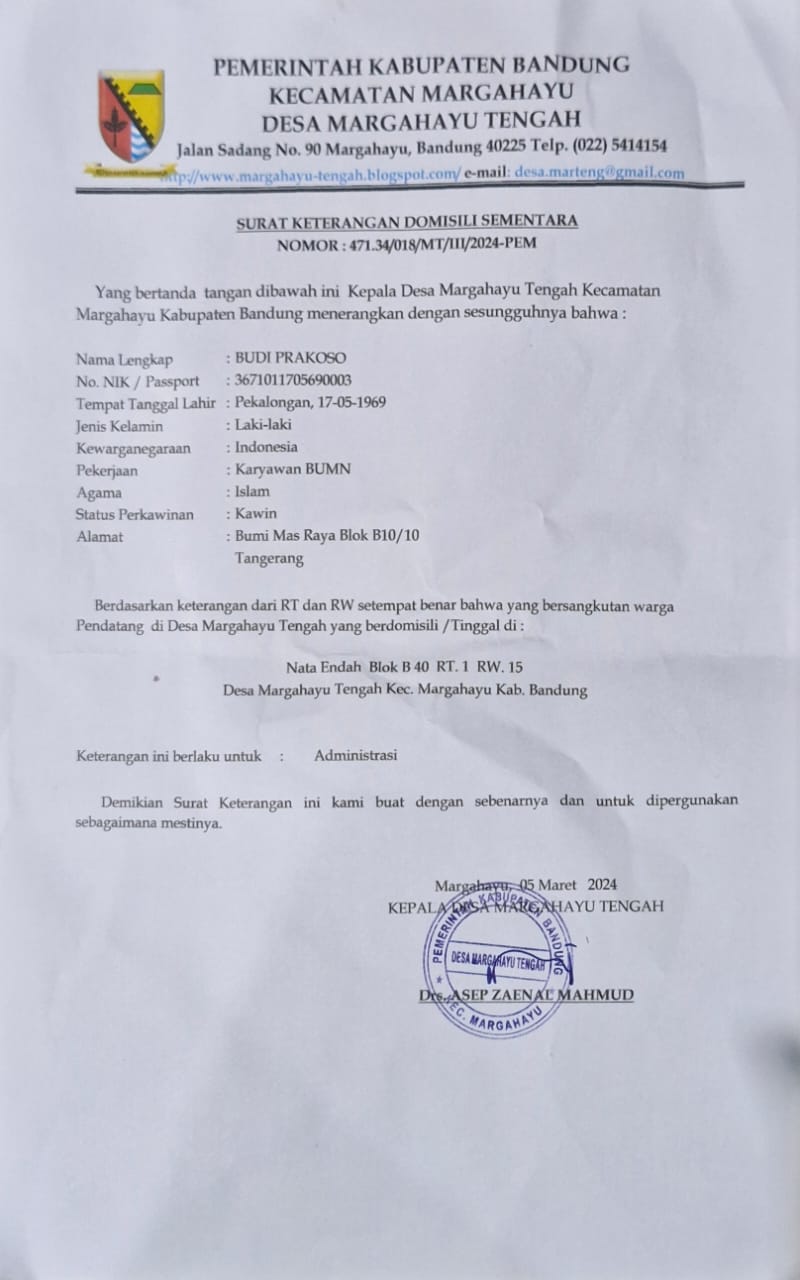 PEMERINTAH KABUPATEN BANDUNG
KECAMATAN MARGAHAYU
DESA MARGAHAYU TENGAH
Jalan Sadang No. 90 Margahayu, Bandung 40225 Telp. (022) 5414154
ttp://www.margahayu-tengah.blogspot.com/ e-mail: desa.marteng@gmail.com
SURAT KETERANGAN DOMISILI SEMENTARA
NOMOR : 471.34/018/MT/III/2024-PEM
Yang bertanda tangan dibawah ini Kepala Desa Margahayu Tengah Kecamatan
Margahayu Kabupaten Bandung menerangkan dengan sesungguhnya bahwa :
Nama Lengkap : BUDI PRAKOSO
No. NIK / Passport : 3671011705690003
Tempat Tanggal Lahir : Pekalongan, 17-05-1969
Jenis Kelamin : Laki-laki
Kewarganegaraan : Indonesia
Pekerjaan : Karyawan BUMN
Agama : Islam
Status Perkawinan : Kawin
Alamat : Bumi Mas Raya Blok B10/10
Tangerang
Berdasarkan keterangan dari RT dan RW setempat benar bahwa yang bersangkutan warga
Pendatang di Desa Margahayu Tengah yang berdomisili /Tinggal di :
Nata Endah Blok B 40 RT. 1 RW. 15
Desa Margahayu Tengah Kec. Margahayu Kab. Bandung
Keterangan ini berlaku untuk : Administrasi
Demikian Surat Keterangan ini kami buat dengan sebenarnya dan untuk dipergunakan
sebagaimana mestinya.
Margahayu, 05 Maret 2024
KEPALA DESA MARGAHAYU TENGAH
PEMERINTAH KABUPATEN BANDUNG
DESA MARGAHAYU TENGAH
KEC. MARGAHAYU
Drs. ASEP ZAENAL MAHMUD